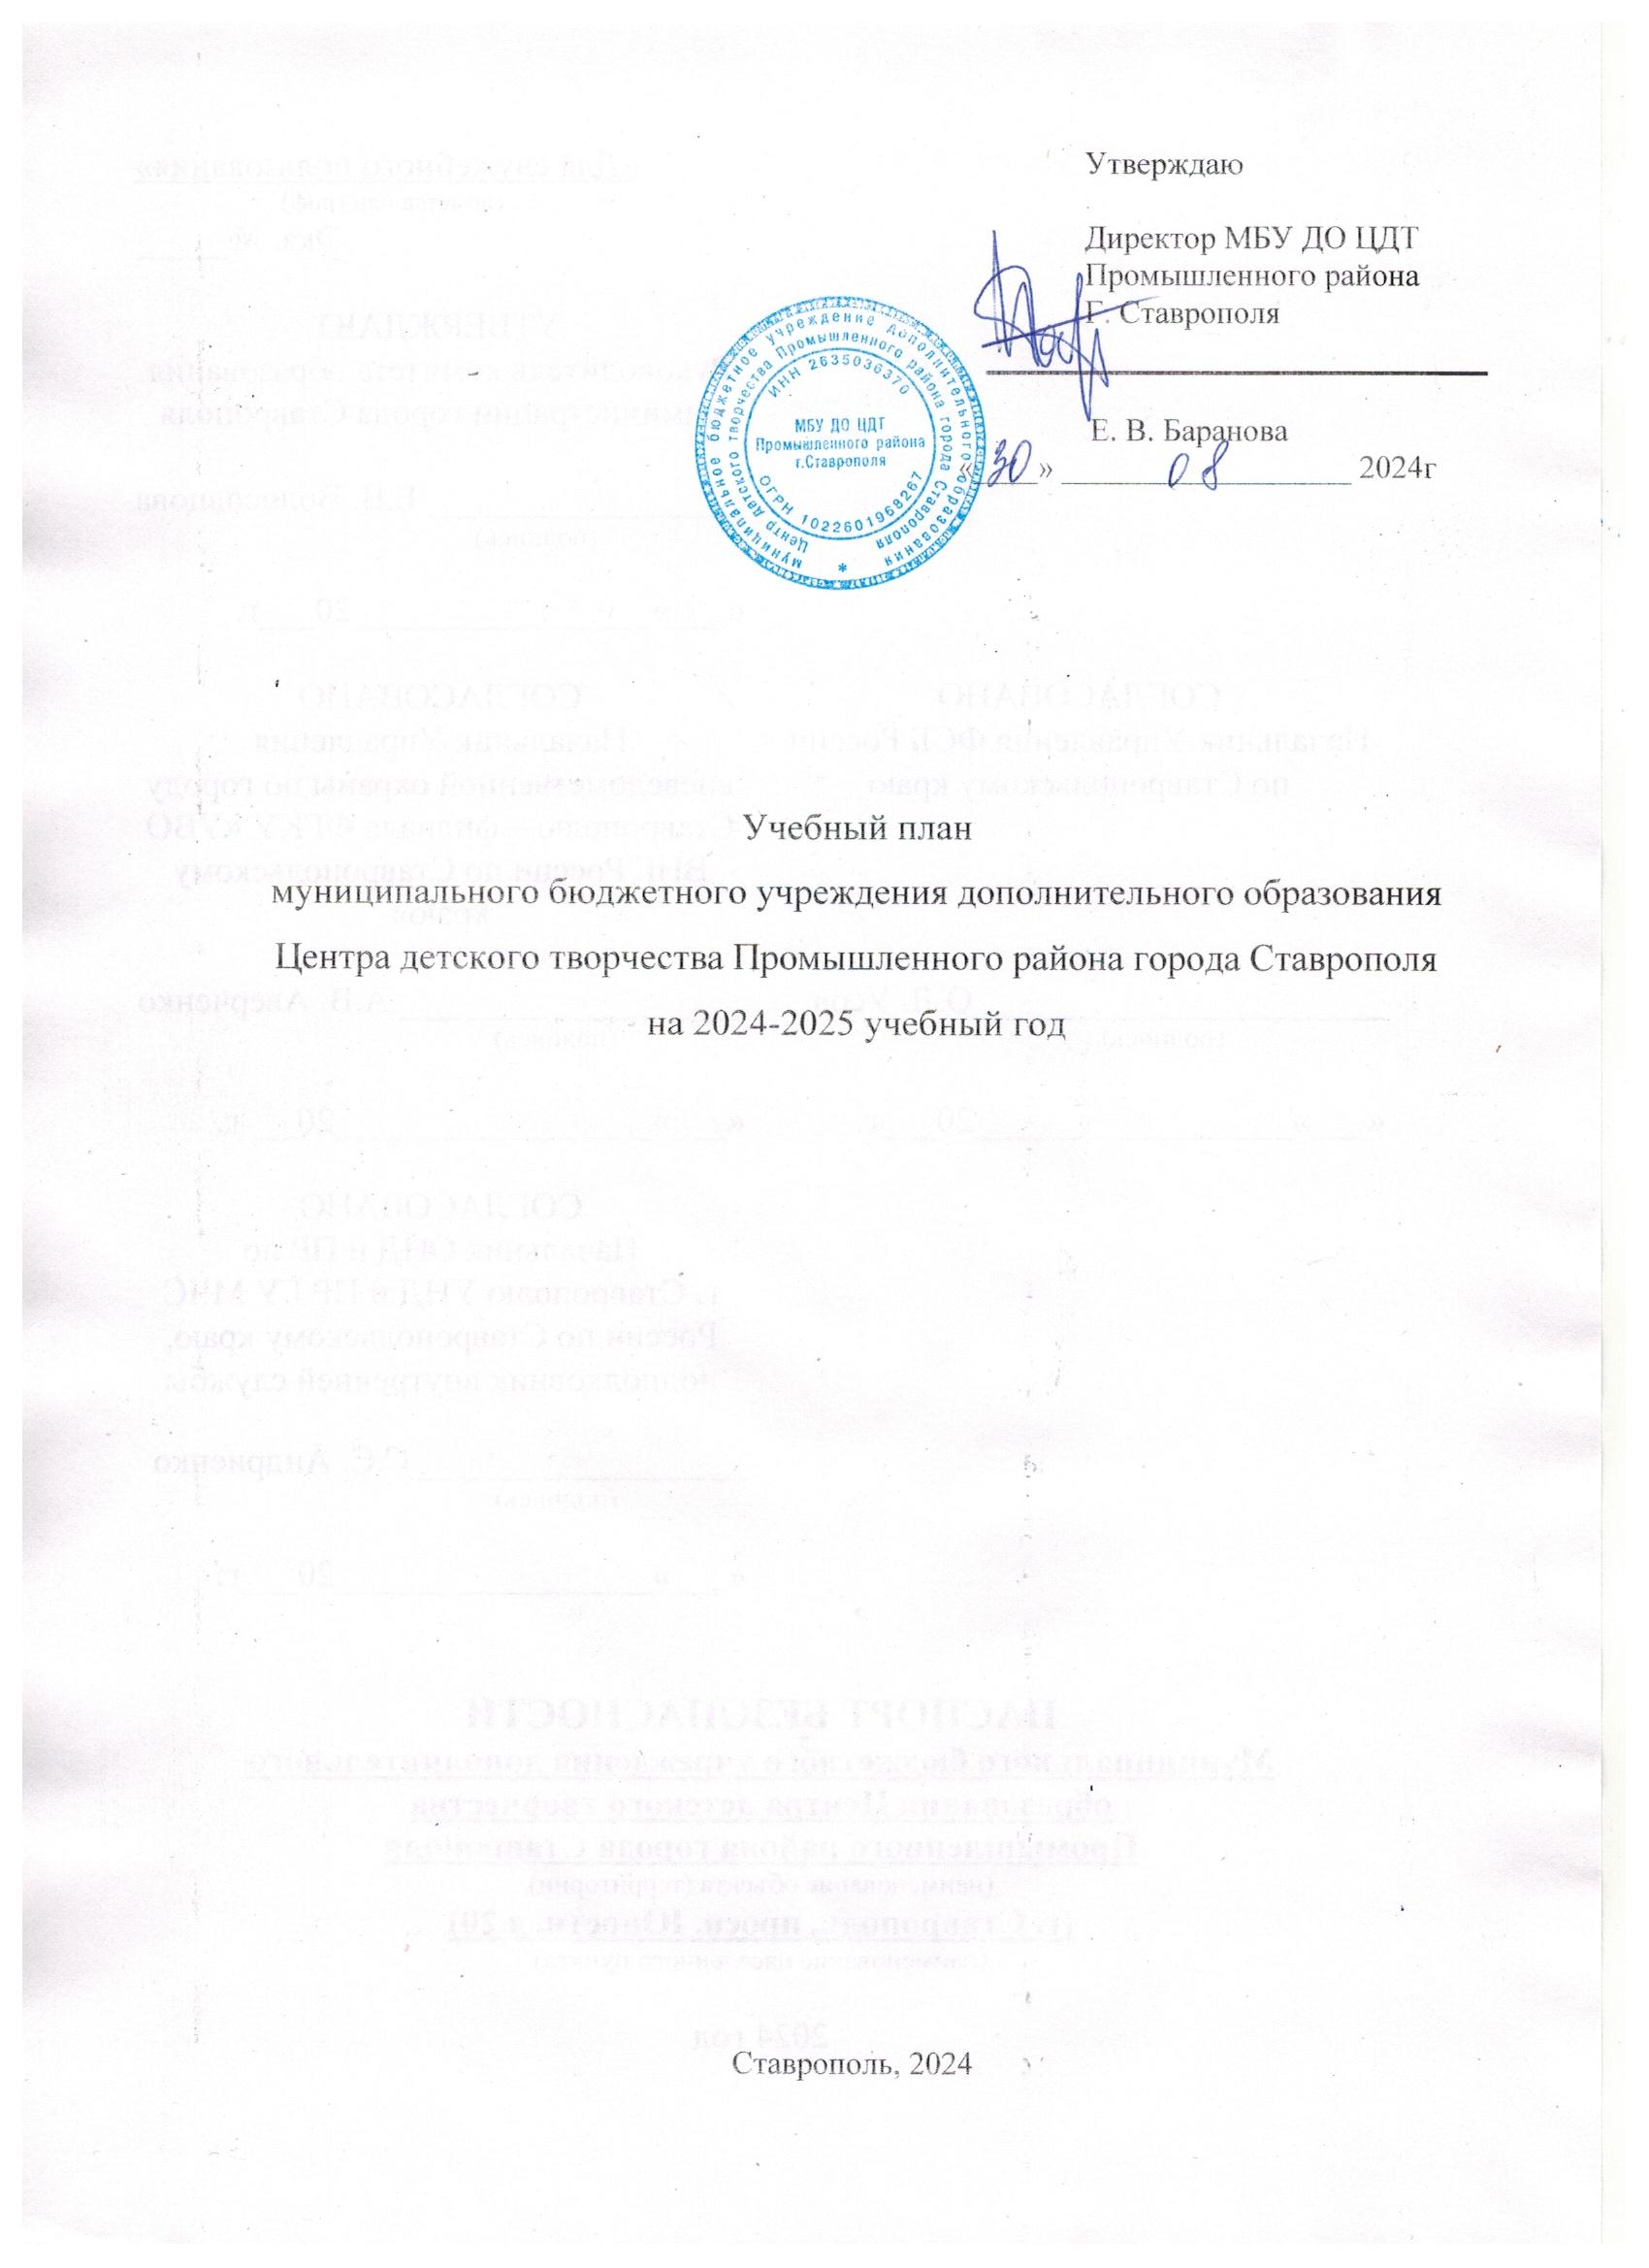 Утверждаю
Директор МБУ ДО ЦДТ
Промышленного района
Г. Ставрополя
муниципальное бюджетное учреждение дополнительного образования
Центр детского творчества Промышленного района города Ставрополя
ИНН 2635036370
МБУ ДО ЦДТ
Промышленного района
г.Ставрополя
ОГРН 1022601968267
*
Е. В. Баранова
«30» 08 2024г
Учебный план
муниципального бюджетного учреждения дополнительного образования
Центра детского творчества Промышленного района города Ставрополя
на 2024-2025 учебный год
Ставрополь, 2024